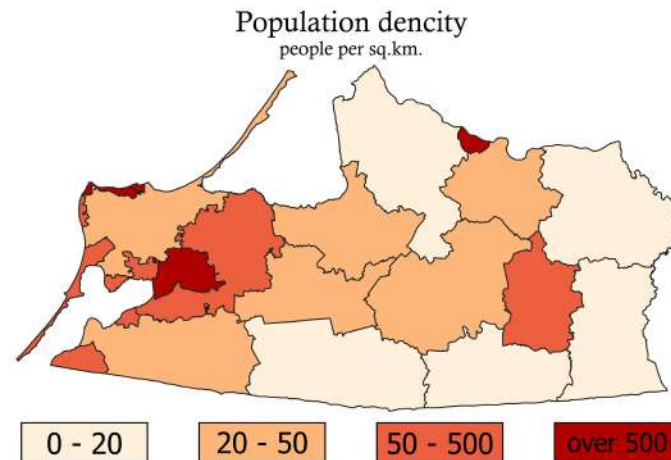 Population dencity
people per sq.km.
0 - 20
20 - 50
50 - 500
over 500